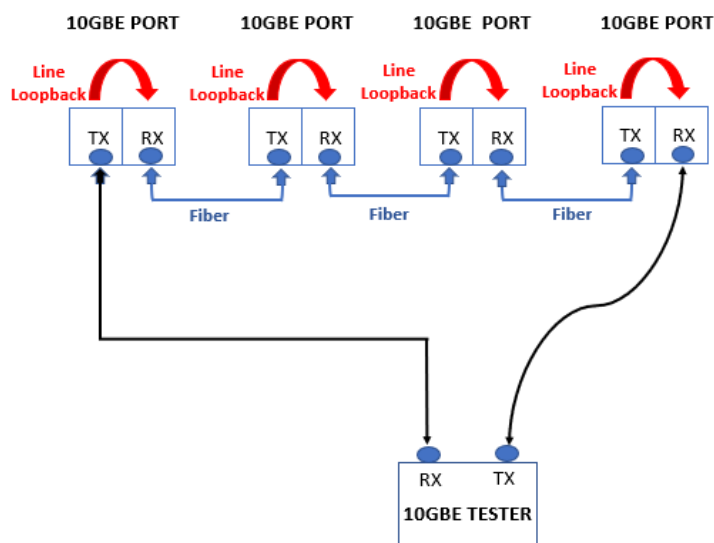 10GBE PORT
10GBE PORT
10GBE PORT
10GBE PORT
Line
Loopback
Line
Loopback
Line
Loopback
Line
Loopback
TX
RX
TX
RX
TX
RX
TX
RX
Fiber
Fiber
Fiber
RX
TX
10GBE TESTER